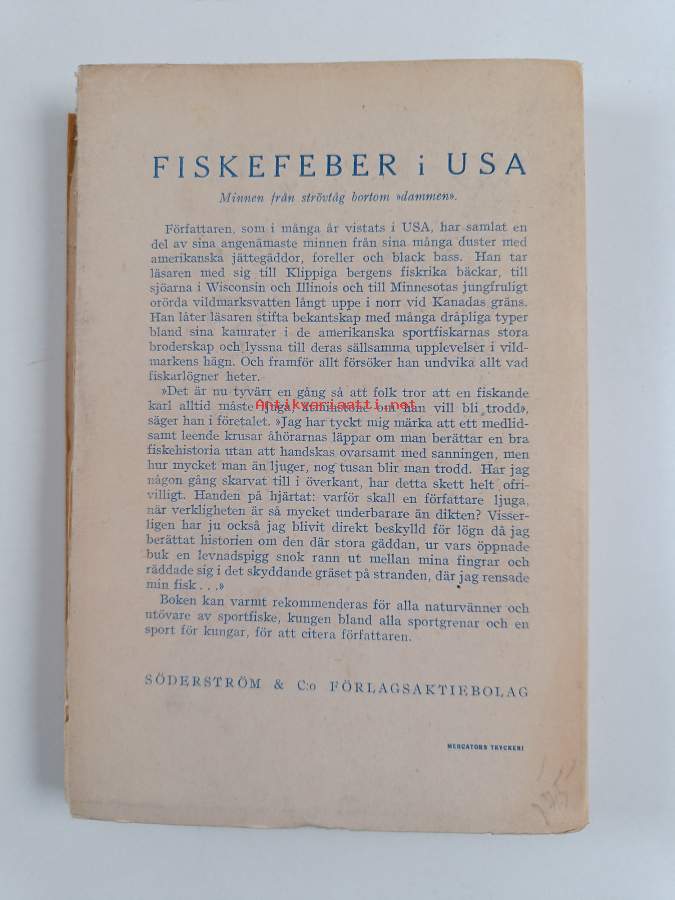 FISKEFEBER i USA
Minnen från strövtåg bortom »dammen».
Författaren, som i många år vistats i USA, har samlat en
del av sina angenämaste minnen från sina många duster med
amerikanska jättegäddor, foreller och black bass. Han tar
läsaren med sig till Klippiga bergens fiskrika bäckar, till
sjöarna i Wisconsin och Illinois och till Minnesotas jungfruligt
orörda vildmarksvatten långt uppe i norr vid Kanadas gräns.
Han låter läsaren stifta bekantskap med många dråpliga typer
bland sina kamrater i de amerikanska sportfiskarnas stora
broderskap och lyssna till deras sällsamma upplevelser i vild-
markens hägn. Och framför allt försöker han undvika allt vad
fiskarlögner heter.
»Det är nu tyvärr en gång så att folk tror att en fiskande
Antikvariaatti.net
karl alltid måste ljuga, åtminstone om han vill bli trodd»,
säger han i företalet. »Jag har tyckt mig märka att ett medlid-
samt leende krusar åhörarnas läppar om man berättar en bra
fiskehistoria utan att handskas ovarsamt med sanningen, men
hur mycket man än ljuger, nog tusan blir man trodd. Har jag
någon gång skarvat till i överkant, har detta skett helt ofri-
villigt. Handen på hjärtat: varför skall en författare ljuga,
när verkligheten är så mycket underbarare än dikten? Visser-
ligen har ju också jag blivit direkt beskylld för lögn då jag
berättat historien om den där stora gäddan, ur vars öppnade
buk en levnadspigg snok rann ut mellan mina fingrar och
räddade sig i det skyddande gräset på stranden, där jag rensade
min fisk . . .»
Boken kan varmt rekommenderas för alla naturvänner och
utövare av sportfiske, kungen bland alla sportgrenar och en
sport för kungar, för att citera författaren.
SÖDERSTRÖM & C:o FÖRLAGSAKTIEBOLAG
MERCATORS TRYCKERI